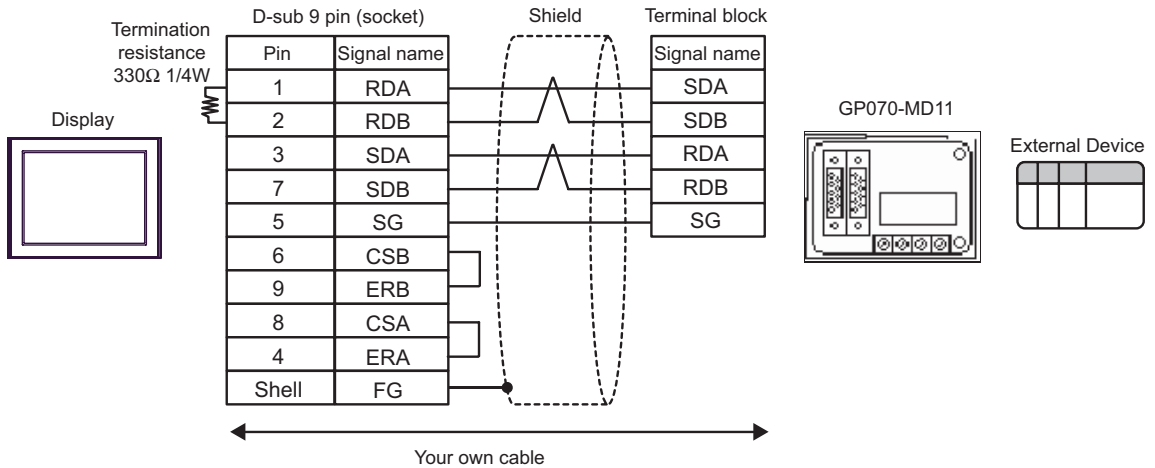 D-sub 9 pin (socket)
Shield
Terminal block
Termination
resistance
330Ω 1/4W
Pin Signal name
1 RDA
2 RDB
3 SDA
7 SDB
5 SG
6 CSB
9 ERB
8 CSA
4 ERA
Shell FG
Signal name
SDA
SDB
RDA
RDB
SG
Display
GP070-MD11
External Device
Your own cable